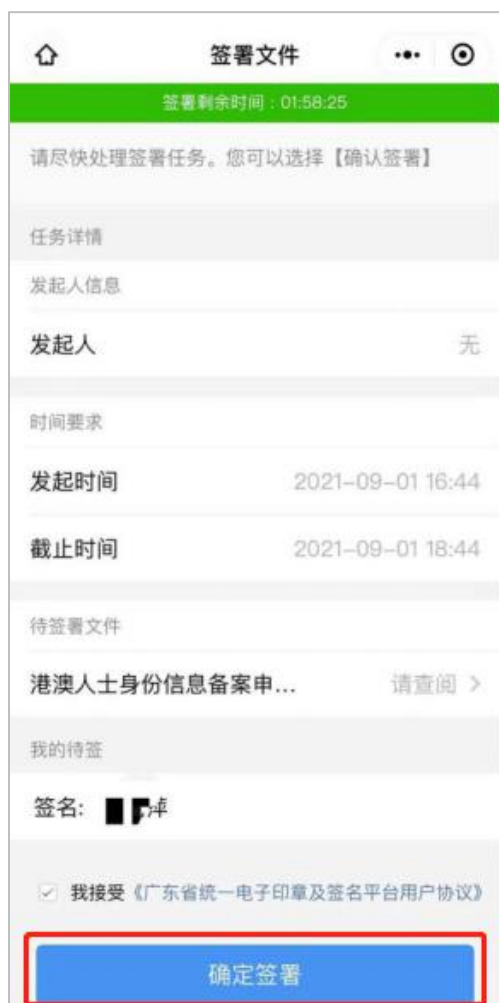 签署文件
签署剩余时间：01:58:25
请尽快处理签署任务。您可以选择【确认签署】
任务详情
发起人信息
发起人 无
时间要求
发起时间 2021-09-01 16:44
截止时间 2021-09-01 18:44
待签署文件
港澳人士身份信息备案申... 请查阅 >
我的待签
签名:
我接受《广东省统一电子印章及签名平台用户协议》
确定签署